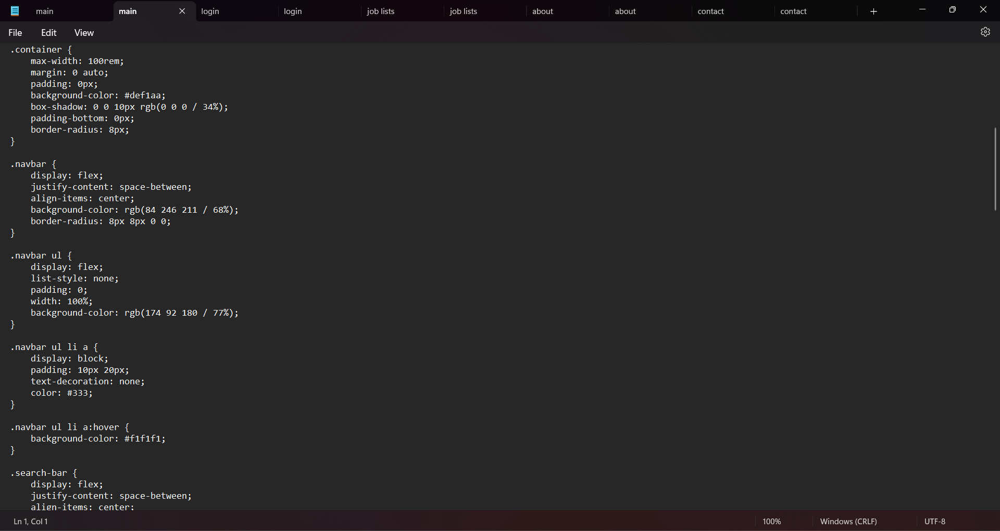 main
main
login
login
job lists
job lists
about
about
contact
contact
File
Edit
View
.container {
    max-width: 100rem;
    margin: 0 auto;
    padding: 0px;
    background-color: #def1aa;
    box-shadow: 0 0 10px rgb(0 0 0 / 34%);
    padding-bottom: 0px;
    border-radius: 8px;
}
.navbar {
    display: flex;
    justify-content: space-between;
    align-items: center;
    background-color: rgb(84 246 211 / 68%);
    border-radius: 8px 8px 0 0;
}
.navbar ul {
    display: flex;
    list-style: none;
    padding: 0;
    width: 100%;
    background-color: rgb(174 92 180 / 77%);
}
.navbar ul li a {
    display: block;
    padding: 10px 20px;
    text-decoration: none;
    color: #333;
}
.navbar ul li a:hover {
    background-color: #f1f1f1;
}
.search-bar {
    display: flex;
    justify-content: space-between;
    align-items: center;
Ln 1, Col 1
100%
Windows (CRLF)
UTF-8